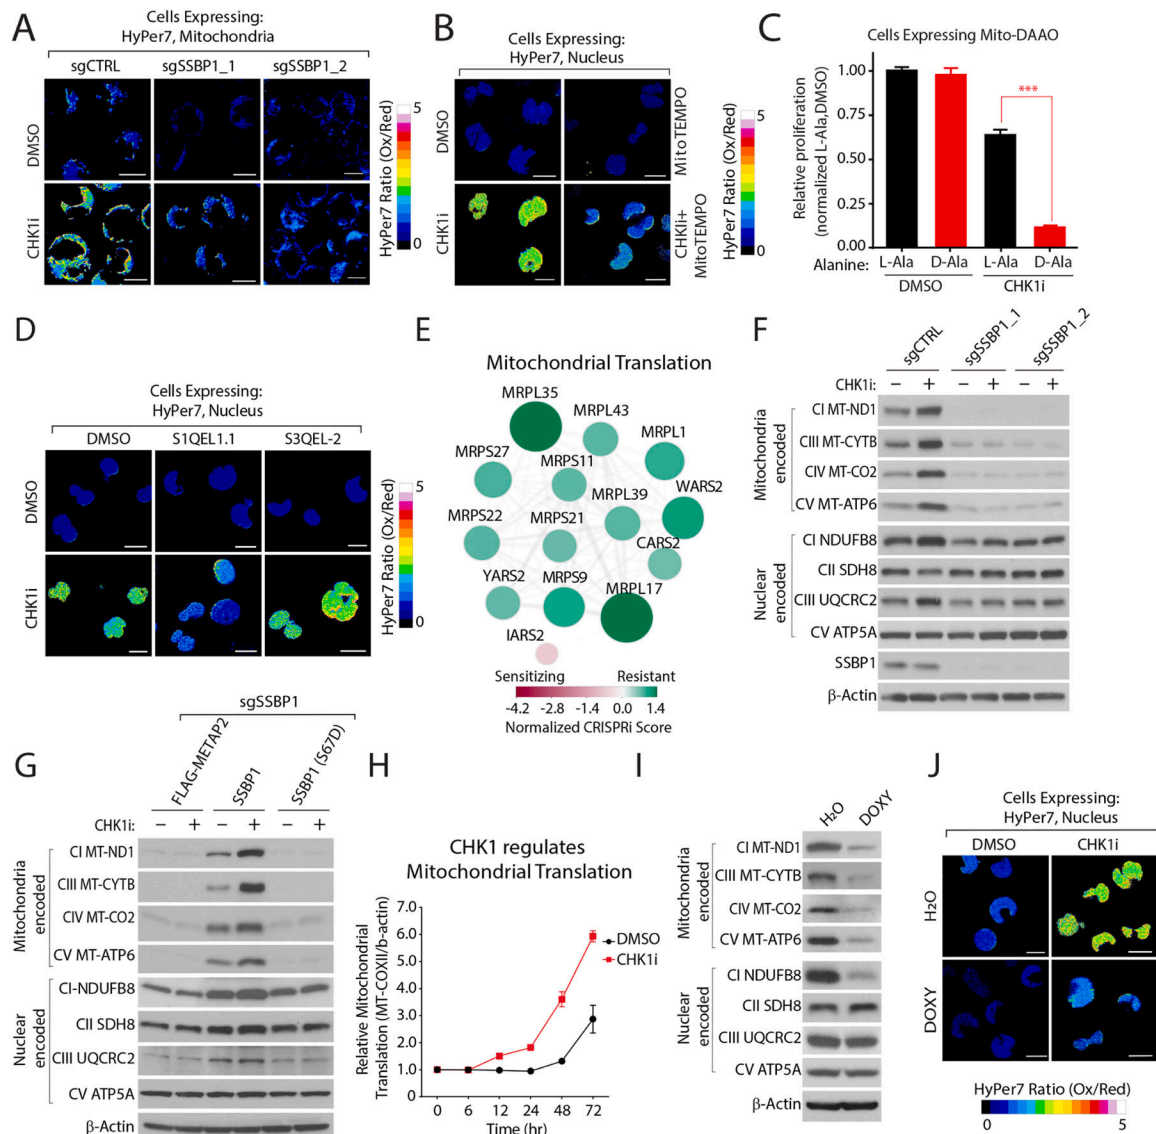 A
Cells Expressing:
HyPer7, Mitochondria
sgCTRL sgSSBP1_1 sgSSBP1_2
DMSO
CHK1i
5
HyPer7 Ratio (Ox/Red)
0
B
Cells Expressing:
HyPer7, Nucleus
DMSO
MitoTEMPO
CHK1i
CHKIi+
MitoTEMPO
5
HyPer7 Ratio (Ox/Red)
0
C
Cells Expressing Mito-DAAO
Relative proliferation
(normalized L-Ala,DMSO)
1.00
0.75
0.50
0.25
0.00
***
Alanine: L-Ala D-Ala L-Ala D-Ala
DMSO CHK1i
D
Cells Expressing:
HyPer7, Nucleus
DMSO S1QEL1.1 S3QEL-2
DMSO
CHK1i
5
HyPer7 Ratio (Ox/Red)
0
E
Mitochondrial Translation
MRPL35
MRPL43
MRPL1
MRPS27
MRPS11
MRPL39
WARS2
MRPS22
MRPS21
CARS2
YARS2
MRPS9
MRPL17
IARS2
Sensitizing Resistant
-4.2 -2.8 -1.4 0.0 1.4
Normalized CRISPRi Score
F
sgCTRL sgSSBP1_1 sgSSBP1_2
CHK1i: − + − + − +
Mitochondria
encoded
CI MT-ND1
CIII MT-CYTB
CIV MT-CO2
CV MT-ATP6
Nuclear
encoded
CI NDUFB8
CII SDH8
CIII UQCRC2
CV ATP5A
SSBP1
β-Actin
G
sgSSBP1
FLAG-METAP2 SSBP1 SSBP1 (S67D)
CHK1i: − + − + − +
Mitochondria
encoded
CI MT-ND1
CIII MT-CYTB
CIV MT-CO2
CV MT-ATP6
Nuclear
encoded
CI-NDUFB8
CII SDH8
CIII UQCRC2
CV ATP5A
β-Actin
H
CHK1 regulates
Mitochondrial Translation
Relative Mitochondrial
Translation (MT-COXII/b-actin)
7.0
6.0
5.0
4.0
3.0
2.0
1.0
0
DMSO
CHK1i
0 6 12 24 48 72
Time (hr)
I
H₂O DOXY
Mitochondria
encoded
CI MT-ND1
CIII MT-CYTB
CIV MT-CO2
CV MT-ATP6
Nuclear
encoded
CI NDUFB8
CII SDH8
CIII UQCRC2
CV ATP5A
β-Actin
J
Cells Expressing:
HyPer7, Nucleus
DMSO CHK1i
H₂O
DOXY
HyPer7 Ratio (Ox/Red)
0 5